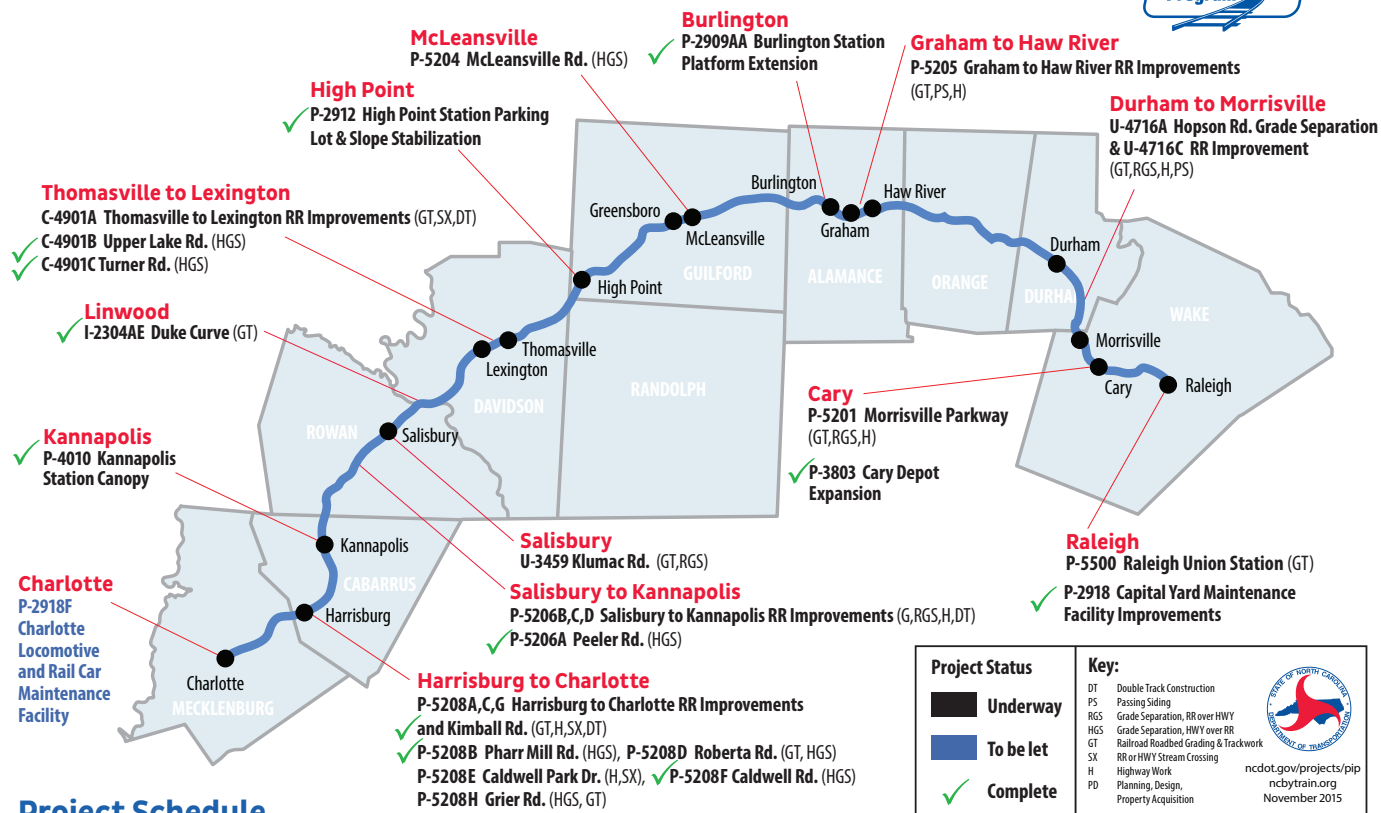 Program
Burlington
P-2909AA Burlington Station
Platform Extension
McLeansville
P-5204 McLeansville Rd. (HGS)
Graham to Haw River
P-5205 Graham to Haw River RR Improvements
(GT,PS,H)
High Point
P-2912 High Point Station Parking
Lot & Slope Stabilization
Durham to Morrisville
U-4716A Hopson Rd. Grade Separation
& U-4716C RR Improvement
(GT,RGS,H,PS)
Thomasville to Lexington
C-4901A Thomasville to Lexington RR Improvements (GT,SX,DT)
C-4901B Upper Lake Rd. (HGS)
C-4901C Turner Rd. (HGS)
Linwood
I-2304AE Duke Curve (GT)
Kannapolis
P-4010 Kannapolis
Station Canopy
Charlotte
P-2918F
Charlotte
Locomotive
and Rail Car
Maintenance
Facility
Burlington
Haw River
Graham
Greensboro
McLeansville
Durham
GUILFORD
ALAMANCE
ORANGE
DURHA
WAKE
High Point
Morrisville
Thomasville
Lexington
Cary
Raleigh
RANDOLPH
DAVIDSON
ROWAN
Salisbury
Kannapolis
CABARRUS
Harrisburg
Charlotte
MECKLENBURG
Cary
P-5201 Morrisville Parkway
(GT,RGS,H)
P-3803 Cary Depot
Expansion
Salisbury
U-3459 Klumac Rd. (GT,RGS)
Salisbury to Kannapolis
P-5206B,C,D Salisbury to Kannapolis RR Improvements (G,RGS,H,DT)
P-5206A Peeler Rd. (HGS)
Raleigh
P-5500 Raleigh Union Station (GT)
P-2918 Capital Yard Maintenance
Facility Improvements
Harrisburg to Charlotte
P-5208A,C,G Harrisburg to Charlotte RR Improvements
and Kimball Rd. (GT,H,SX,DT)
P-5208B Pharr Mill Rd. (HGS), P-5208D Roberta Rd. (GT, HGS)
P-5208E Caldwell Park Dr. (H,SX), P-5208F Caldwell Rd. (HGS)
P-5208H Grier Rd. (HGS, GT)
Project Status
Underway
To be let
Complete
Key:
DT Double Track Construction
PS Passing Siding
RGS Grade Separation, RR over HWY
HGS Grade Separation, HWY over RR
GT Railroad Roadbed Grading & Trackwork
SX RR or HWY Stream Crossing
H Highway Work
PD Planning, Design,
Property Acquisition
STATE OF NORTH CAROLINA
DEPARTMENT OF TRANSPORTATION
ncdot.gov/projects/pip
ncbytrain.org
November 2015
Project Schedule